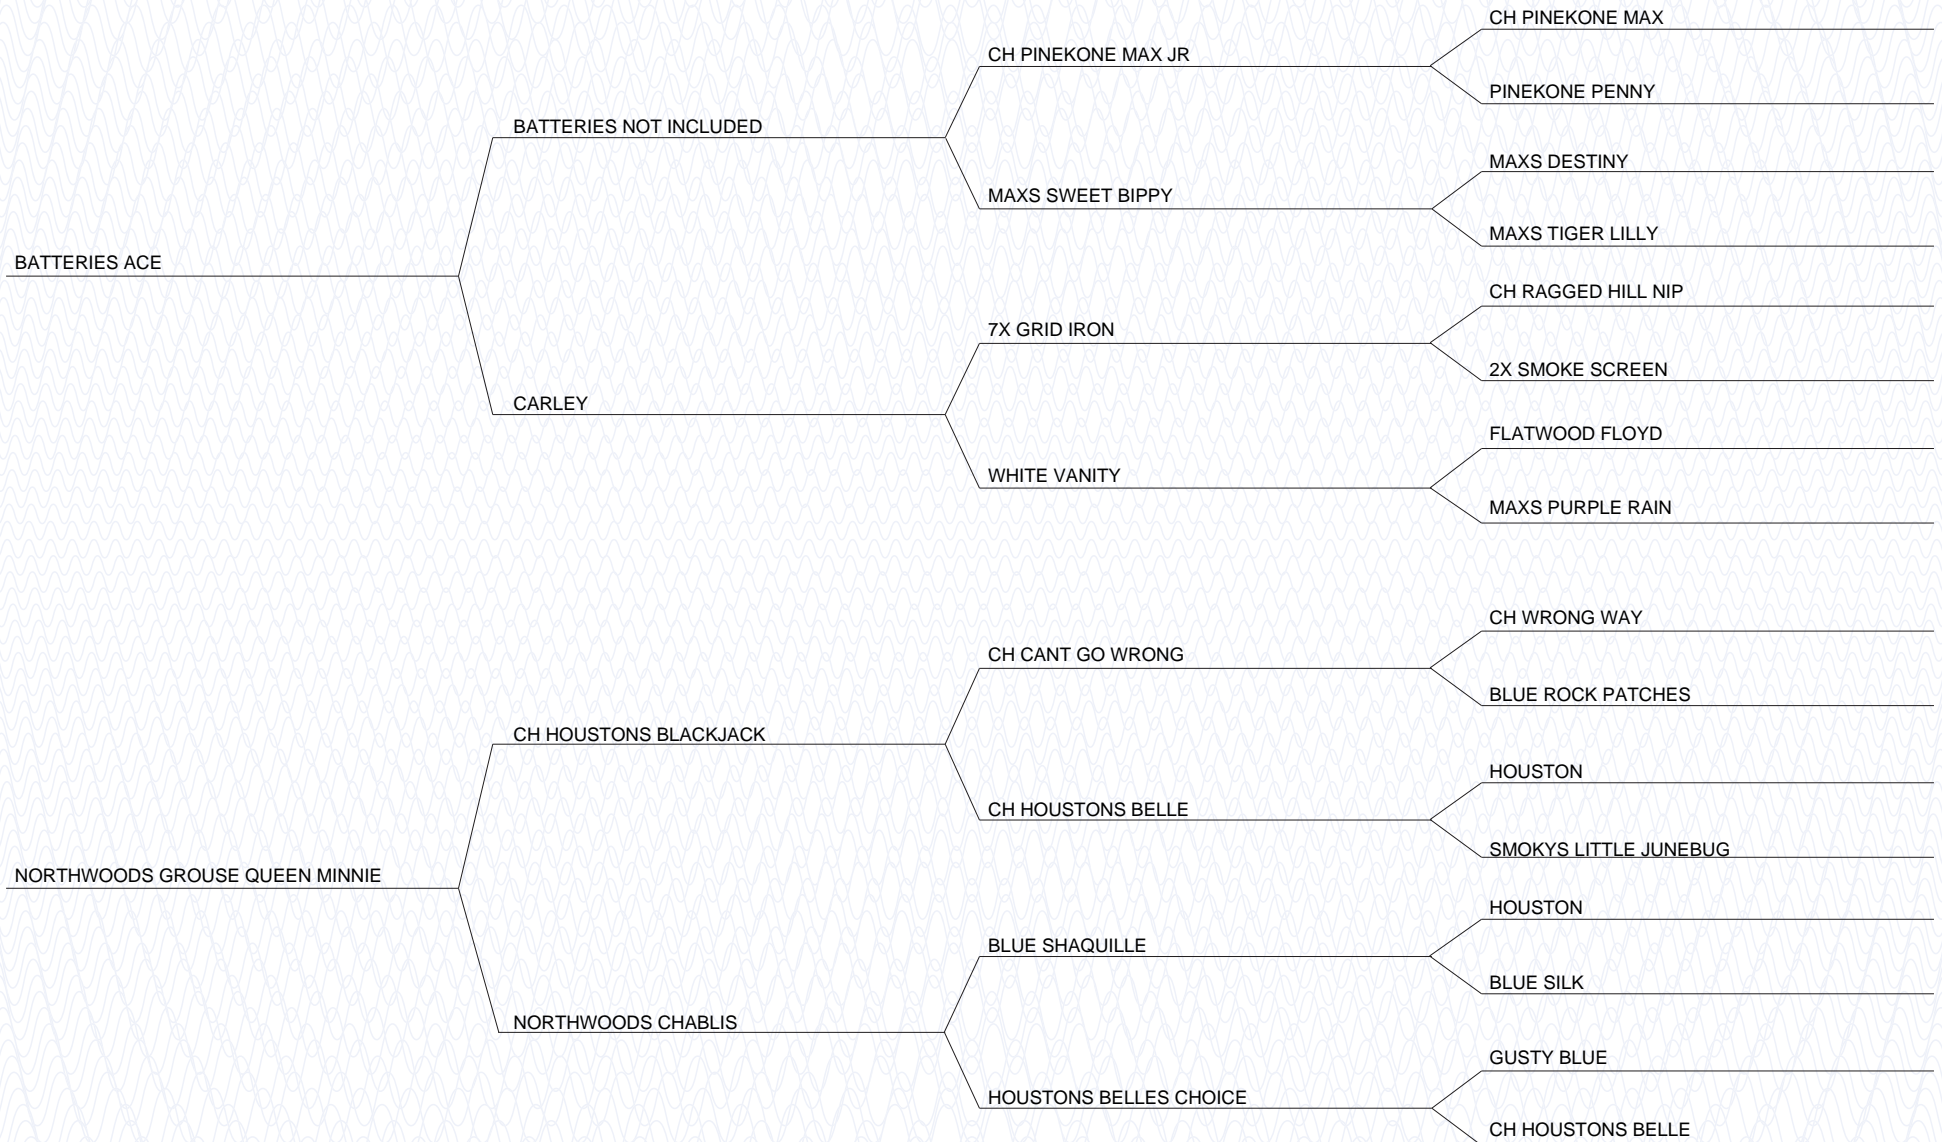 CH PINEKONE MAX
CH PINEKONE MAX JR
PINEKONE PENNY
BATTERIES NOT INCLUDED
MAXS DESTINY
MAXS SWEET BIPPY
MAXS TIGER LILLY
BATTERIES ACE
CH RAGGED HILL NIP
7X GRID IRON
2X SMOKE SCREEN
CARLEY
FLATWOOD FLOYD
WHITE VANITY
MAXS PURPLE RAIN
CH WRONG WAY
CH CANT GO WRONG
BLUE ROCK PATCHES
CH HOUSTONS BLACKJACK
HOUSTON
CH HOUSTONS BELLE
SMOKYS LITTLE JUNEBUG
NORTHWOODS GROUSE QUEEN MINNIE
HOUSTON
BLUE SHAQUILLE
BLUE SILK
NORTHWOODS CHABLIS
GUSTY BLUE
HOUSTONS BELLES CHOICE
CH HOUSTONS BELLE